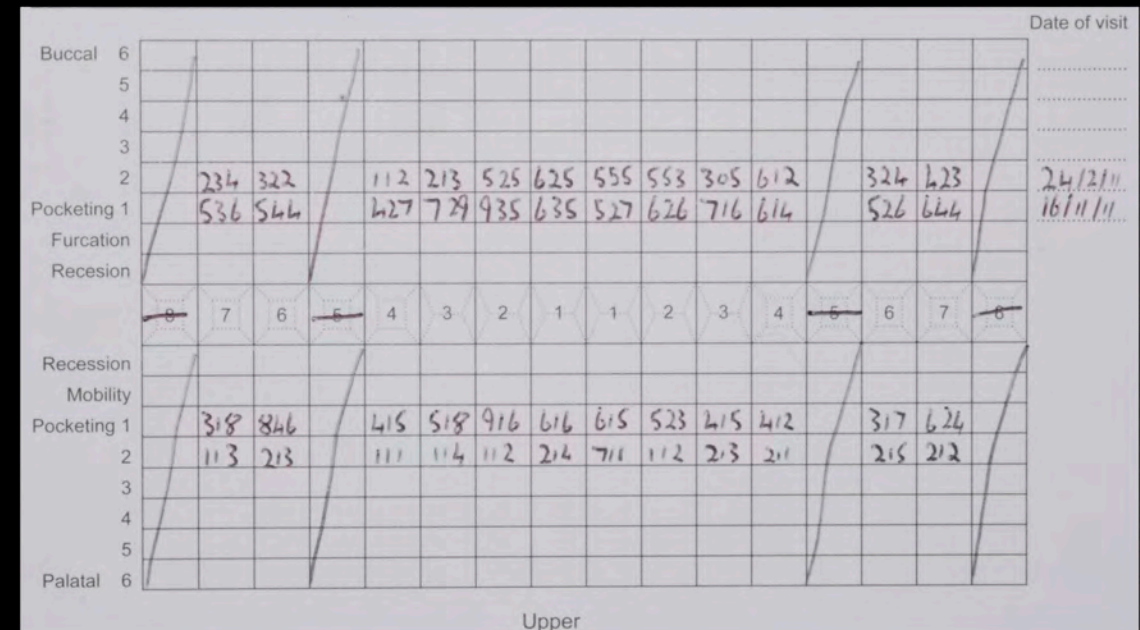 Date of visit
Buccal 6
5
4
3
2 234 322 112 213 525 625 555 553 305 612 324 423 24/2/11
Pocketing 1 536 544 427 729 935 635 527 626 716 614 526 644 16/11/11
Furcation
Recesion
8 7 6 5 4 3 2 1 1 2 3 4 5 6 7 8
Recession
Mobility
Pocketing 1 318 846 415 518 916 616 615 523 415 412 317 624
2 113 213 111 114 112 214 711 112 213 211 215 212
3
4
5
Palatal 6
Upper